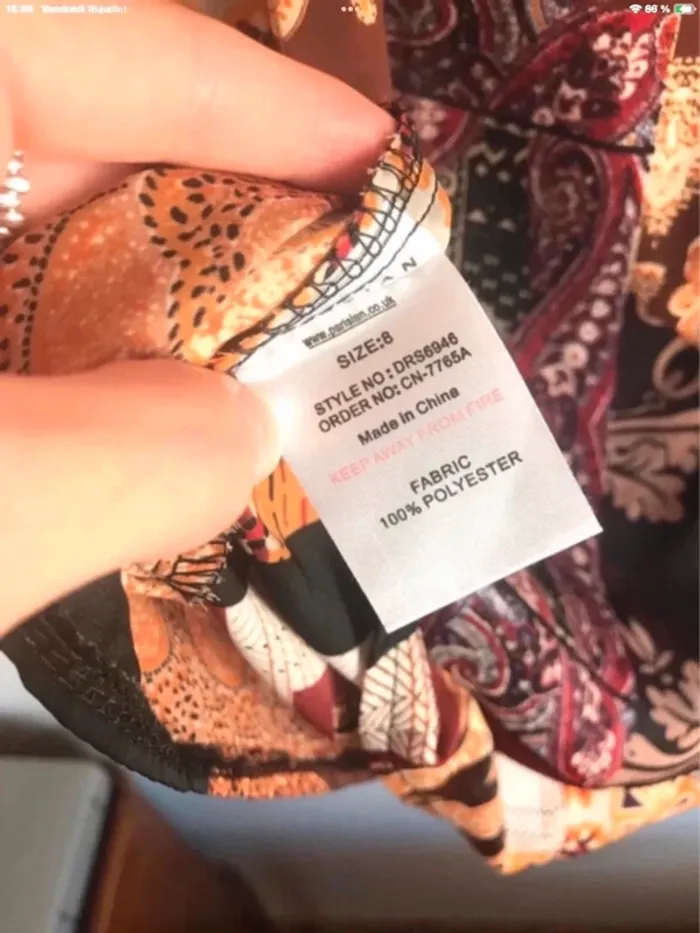 66 %
www.parisian.co.uk
SIZE:8
STYLE NO : DRS6946
ORDER NO: CN-7765A
Made in China
KEEP AWAY FROM FIRE
FABRIC
100% POLYESTER